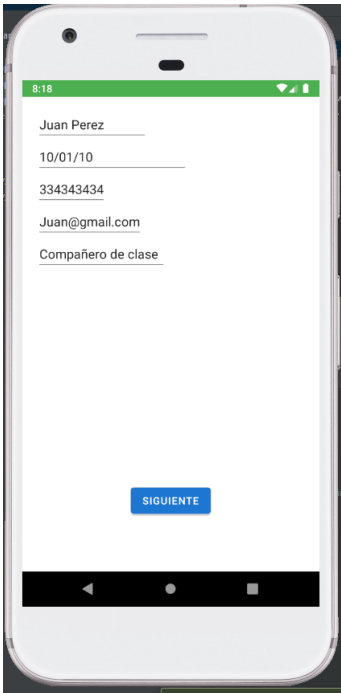 8:18
Juan Perez
10/01/10
334343434
Juan@gmail.com
Compañero de clase
SIGUIENTE